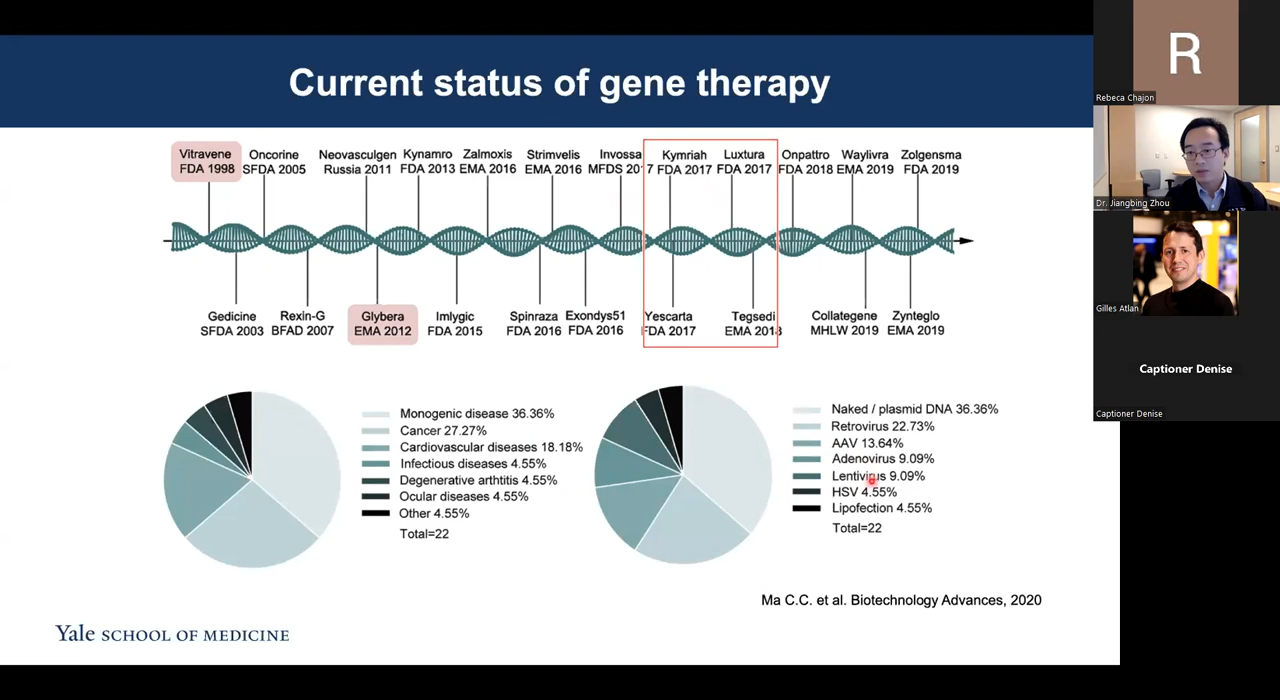 Current status of gene therapy
Vitravene
FDA 1998
Oncorine
SFDA 2005
Neovasculgen
Russia 2011
Kynamro
FDA 2013
Zalmoxis
EMA 2016
Strimvelis
EMA 2016
Invossa
MFDS 2017
Kymriah
FDA 2017
Luxtura
FDA 2017
Onpattro
FDA 2018
Waylivra
EMA 2019
Zolgensma
FDA 2019
Gedicine
SFDA 2003
Rexin-G
BFAD 2007
Glybera
EMA 2012
Imlygic
FDA 2015
Spinraza
FDA 2016
Exondys51
FDA 2016
Yescarta
FDA 2017
Tegsedi
EMA 2018
Collategene
MHLW 2019
Zynteglo
EMA 2019
Monogenic disease 36.36%
Cancer 27.27%
Cardiovascular diseases 18.18%
Infectious diseases 4.55%
Degenerative arthtitis 4.55%
Ocular diseases 4.55%
Other 4.55%
Total=22
Naked / plasmid DNA 36.36%
Retrovirus 22.73%
AAV 13.64%
Adenovirus 9.09%
Lentivirus 9.09%
HSV 4.55%
Lipofection 4.55%
Total=22
Ma C.C. et al. Biotechnology Advances, 2020
Yale SCHOOL OF MEDICINE
R
Rebeca Chajon
Dr. Jiangbing Zhou
Gilles Atlan
Captioner Denise
Captioner Denise